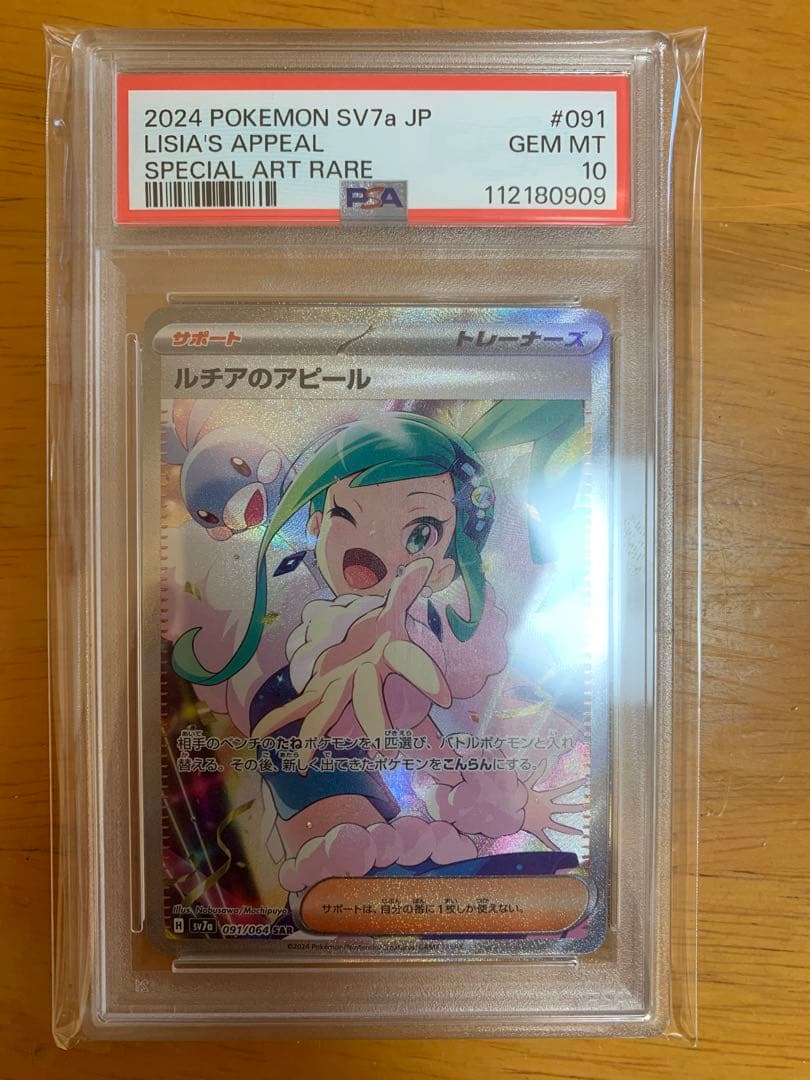 2024 POKEMON SV7a JP #091
LISIA'S APPEAL GEM MT
SPECIAL ART RARE 10
PSA 112180909
サポート トレーナーズ
ルチアのアピール
相手のベンチのたねポケモンを1匹選び、バトルポケモンと入れ
替える。その後、新しく出てきたポケモンをこんらんにする。
サポートは、自分の番に1枚しか使えない。
Illus. Nobusawa/Mochipuyo
H sv7a 091/064 SAR
©2024 Pokémon